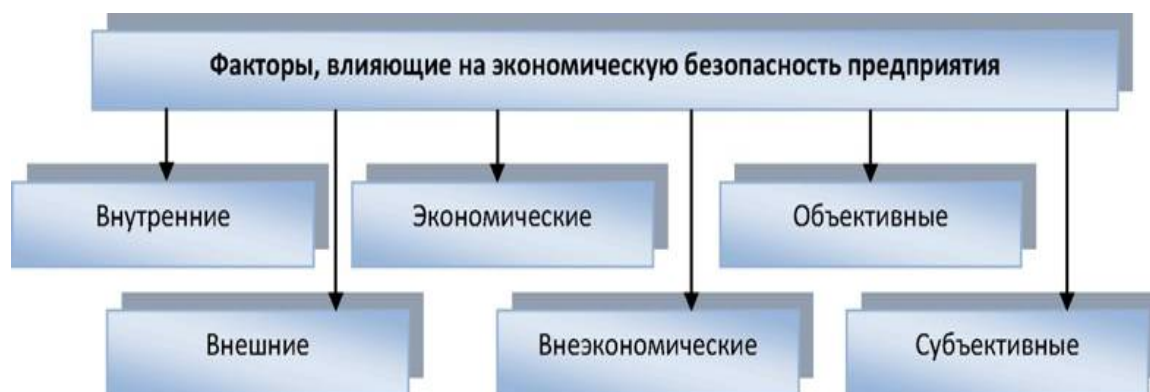 Факторы, влияющие на экономическую безопасность предприятия
Внутренние
Экономические
Объективные
Внешние
Внеэкономические
Субъективные